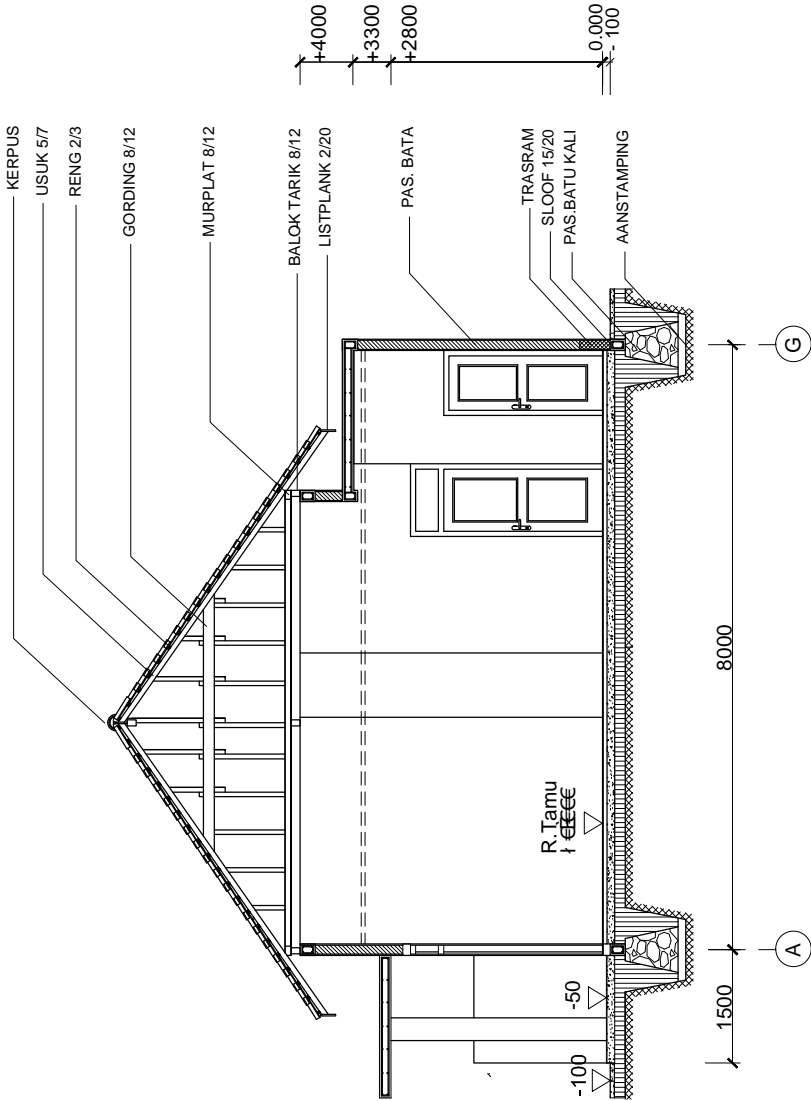 KERPUS
USUK 5/7
RENG 2/3
GORDING 8/12
MURPLAT 8/12
BALOK TARIK 8/12
LISTPLANK 2/20
PAS. BATA
TRASRAM
SLOOF 15/20
PAS.BATU KALI
AANSTAMPING
+4000
+3300
+2800
0.000
- 100
R.Tamu
-50
-100
1500
8000
A
G